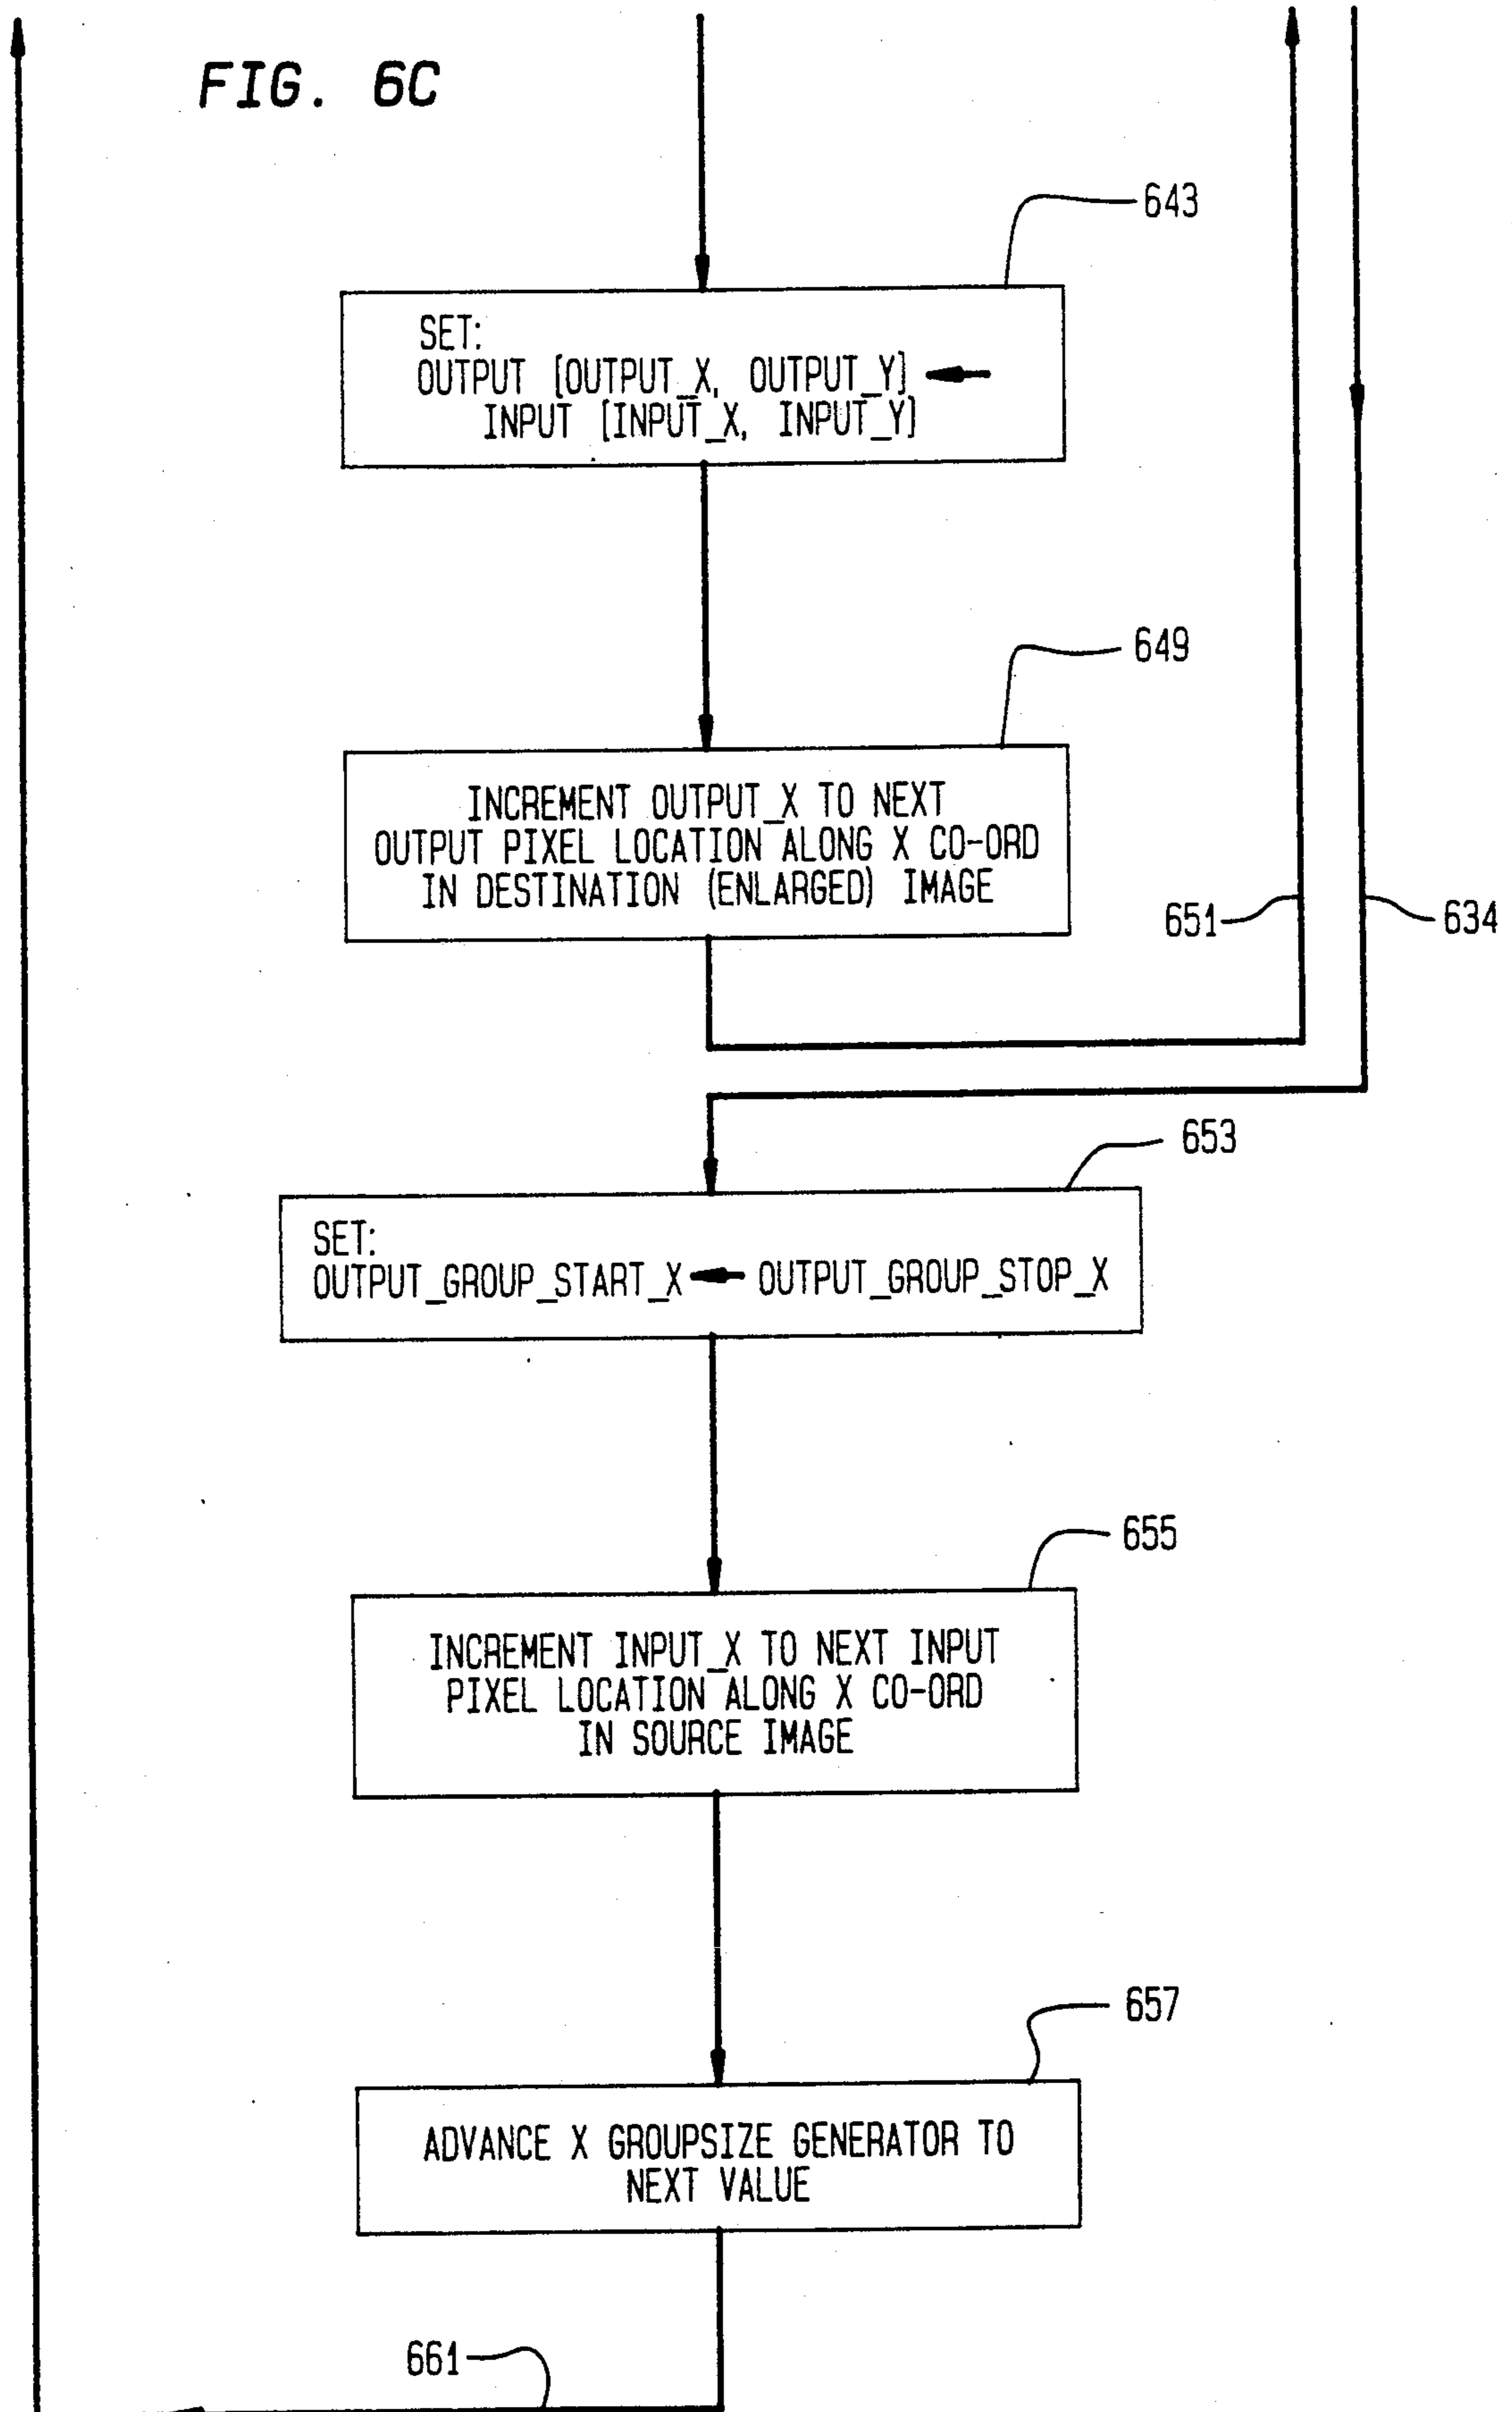 FIG. 6C
643
SET:
OUTPUT [OUTPUT_X, OUTPUT_Y] ←
INPUT [INPUT_X, INPUT_Y]
649
INCREMENT OUTPUT_X TO NEXT
OUTPUT PIXEL LOCATION ALONG X CO-ORD
IN DESTINATION (ENLARGED) IMAGE
651
634
653
SET:
OUTPUT_GROUP_START_X ← OUTPUT_GROUP_STOP_X
655
INCREMENT INPUT_X TO NEXT INPUT
PIXEL LOCATION ALONG X CO-ORD
IN SOURCE IMAGE
657
ADVANCE X GROUPSIZE GENERATOR TO
NEXT VALUE
661